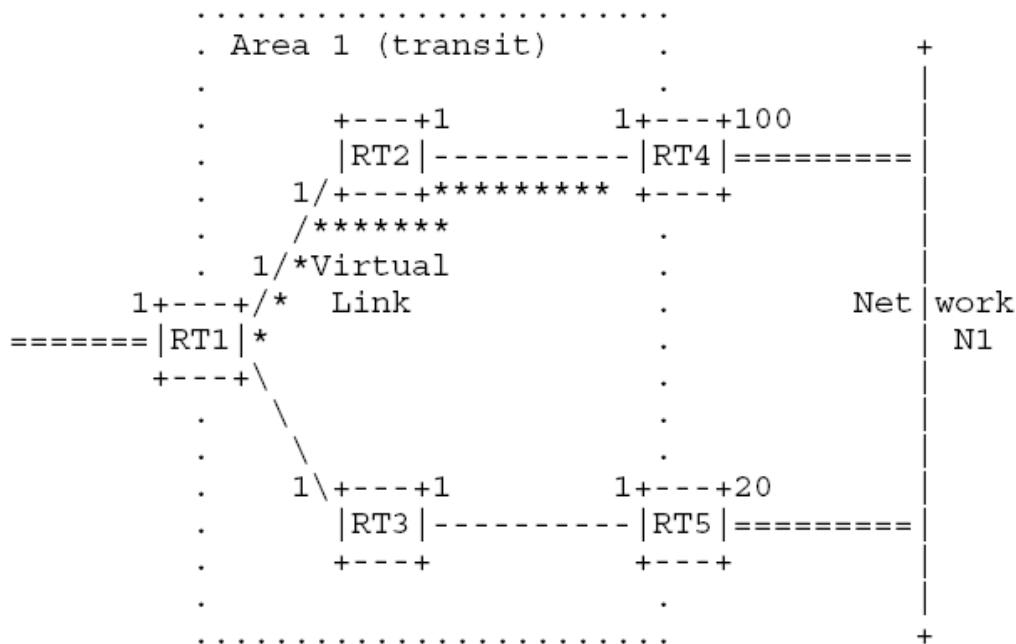 . . . . . . . . . . . . . . . . . . . . . . . .
. Area 1 (transit) . +
. . |
. +---+1 1+---+100 |
. |RT2|----------|RT4|=========|
. 1/+---+********* +---+ |
. /******* . |
. 1/*Virtual . |
1+---+/* Link . Net|work
=======|RT1|* . | N1
+---+\ . |
. \ . |
. \ . |
. 1\+---+1 1+---+20 |
. |RT3|----------|RT5|=========|
. +---+ +---+ |
. . |
. . . . . . . . . . . . . . . . . . . . . . . . +